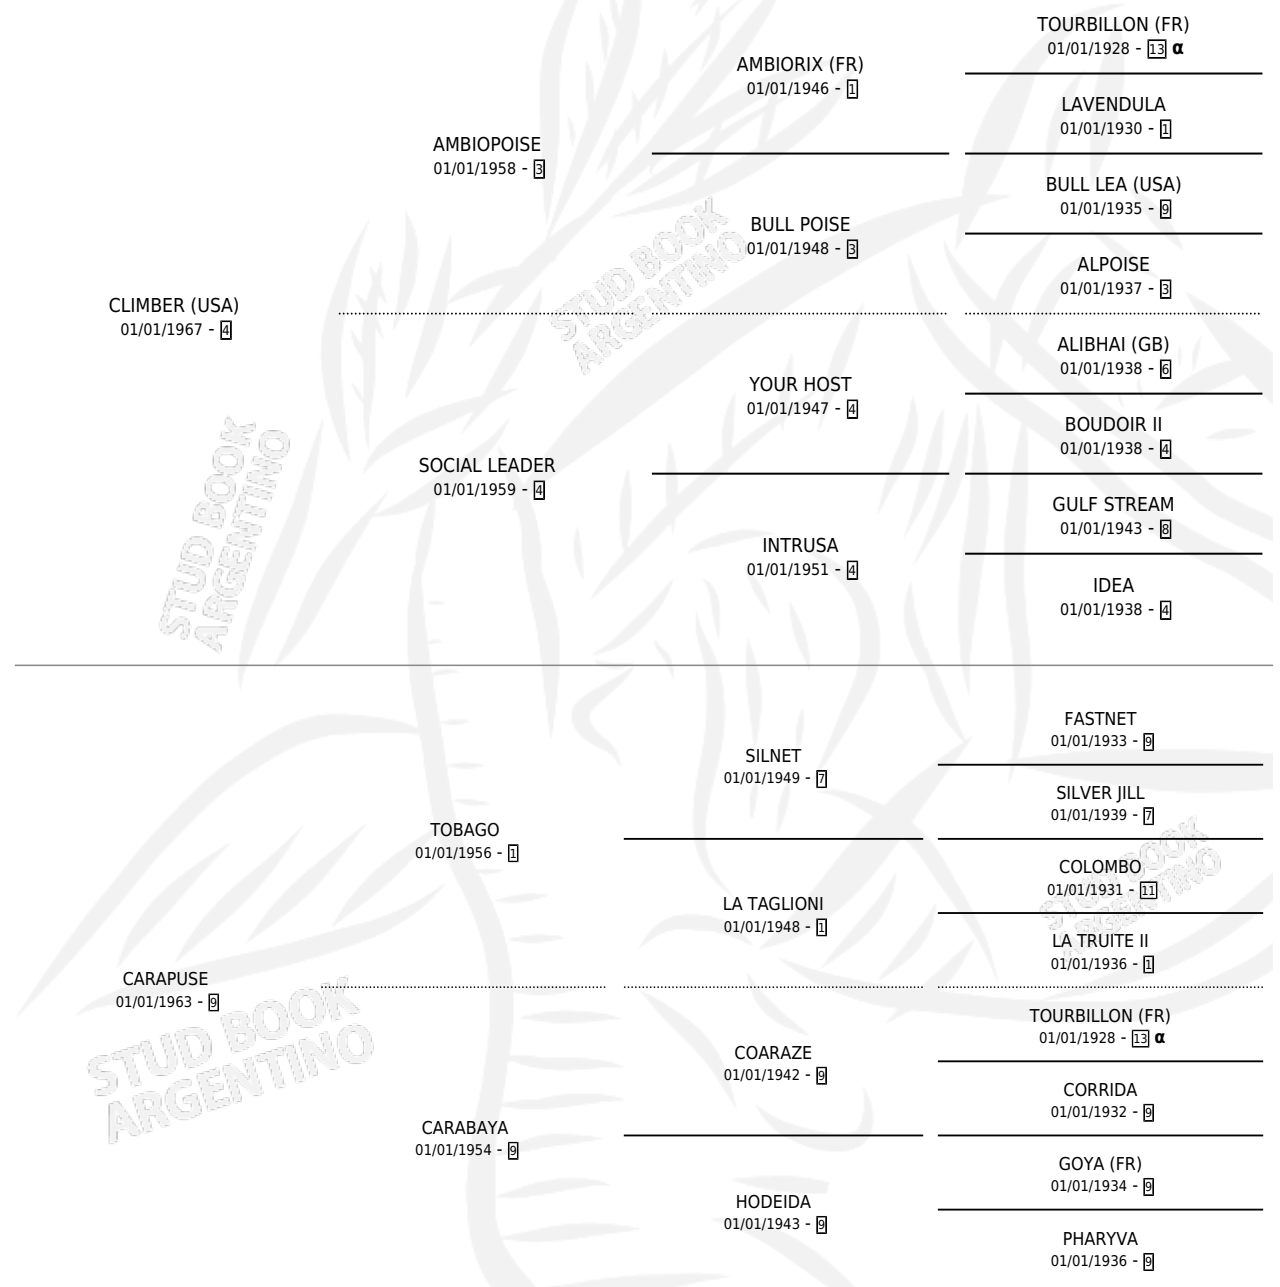 TOURBILLON (FR)
01/01/1928 - 13 α
AMBIORIX (FR)
01/01/1946 - 1
LAVENDULA
01/01/1930 - 1
AMBIOPOISE
01/01/1958 - 3
BULL LEA (USA)
01/01/1935 - 9
BULL POISE
01/01/1948 - 3
ALPOISE
01/01/1937 - 3
CLIMBER (USA)
01/01/1967 - 4
ALIBHAI (GB)
01/01/1938 - 6
YOUR HOST
01/01/1947 - 4
BOUDOIR II
01/01/1938 - 4
SOCIAL LEADER
01/01/1959 - 4
GULF STREAM
01/01/1943 - 8
INTRUSA
01/01/1951 - 4
IDEA
01/01/1938 - 4
FASTNET
01/01/1933 - 9
SILNET
01/01/1949 - 7
SILVER JILL
01/01/1939 - 7
TOBAGO
01/01/1956 - 1
COLOMBO
01/01/1931 - 11
LA TAGLIONI
01/01/1948 - 1
LA TRUITE II
01/01/1936 - 1
CARAPUSE
01/01/1963 - 9
TOURBILLON (FR)
01/01/1928 - 13 α
COARAZE
01/01/1942 - 9
CORRIDA
01/01/1932 - 9
CARABAYA
01/01/1954 - 9
GOYA (FR)
01/01/1934 - 9
HODEIDA
01/01/1943 - 9
PHARYVA
01/01/1936 - 9
STUD BOOK
ARGENTINO
STUD BOOK
ARGENTINO
STUD BOOK
ARGENTINO
STUD BOOK
ARGENTINO